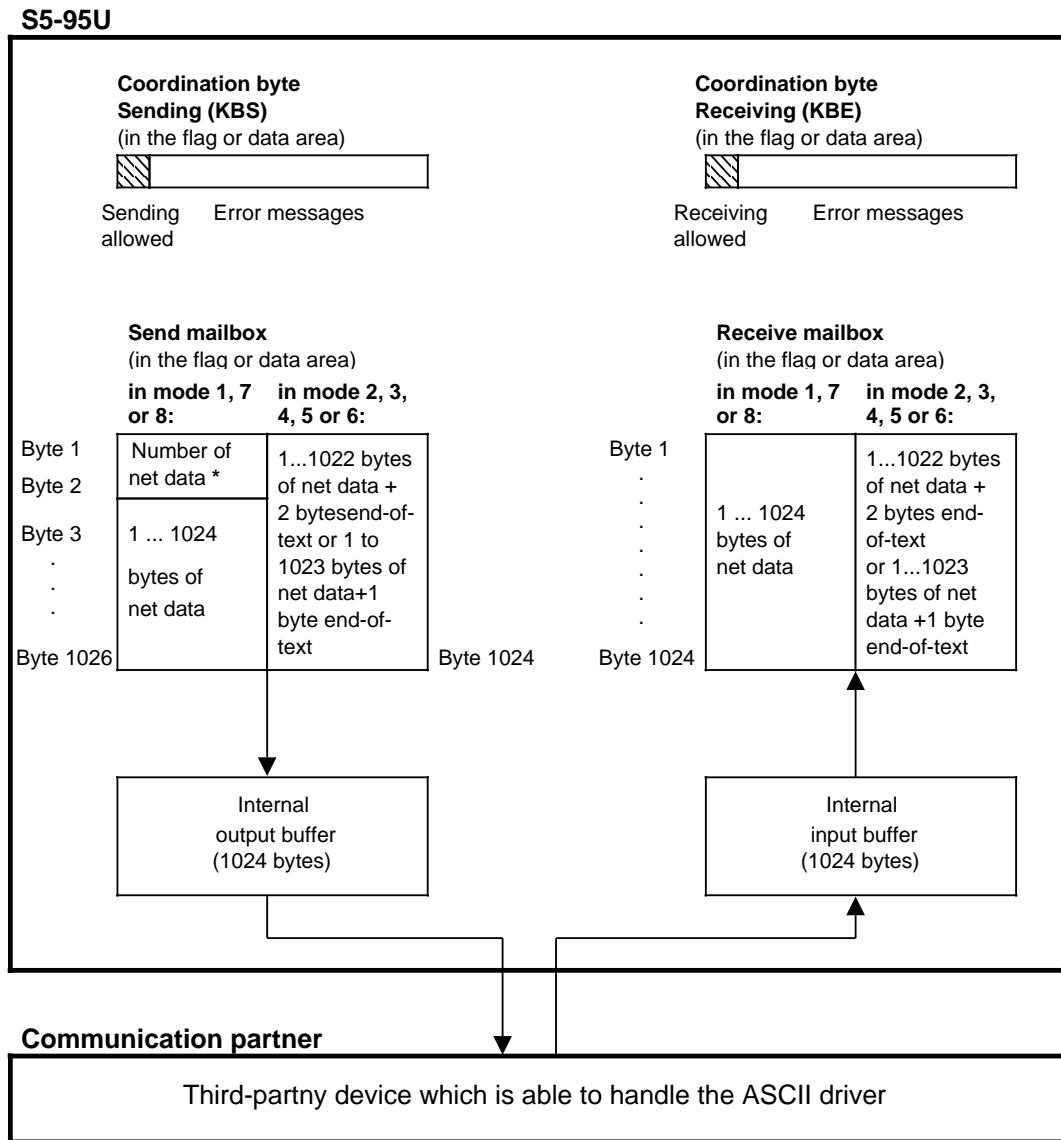 S5-95U
Coordination byte
Sending (KBS)
(in the flag or data area)
Sending
allowed
Error messages
Coordination byte
Receiving (KBE)
(in the flag or data area)
Receiving
allowed
Error messages
Send mailbox
(in the flag or data area)
in mode 1, 7
or 8:
in mode 2, 3,
4, 5 or 6:
Byte 1
Byte 2
Byte 3
.
.
.
Byte 1026
Number of
net data *
1 ... 1024
bytes of
net data
1...1022 bytes
of net data +
2 bytesend-of-
text or 1 to
1023 bytes of
net data+1
byte end-of-
text
Byte 1024
Receive mailbox
(in the flag or data area)
in mode 1, 7
or 8:
in mode 2, 3,
4, 5 or 6:
Byte 1
.
.
.
.
.
.
Byte 1024
1 ... 1024
bytes of
net data
1...1022 bytes
of net data +
2 bytes end-
of-text
or 1...1023
bytes of net
data +1 byte
end-of-text
Internal
output buffer
(1024 bytes)
Internal
input buffer
(1024 bytes)
Communication partner
Third-partny device which is able to handle the ASCII driver